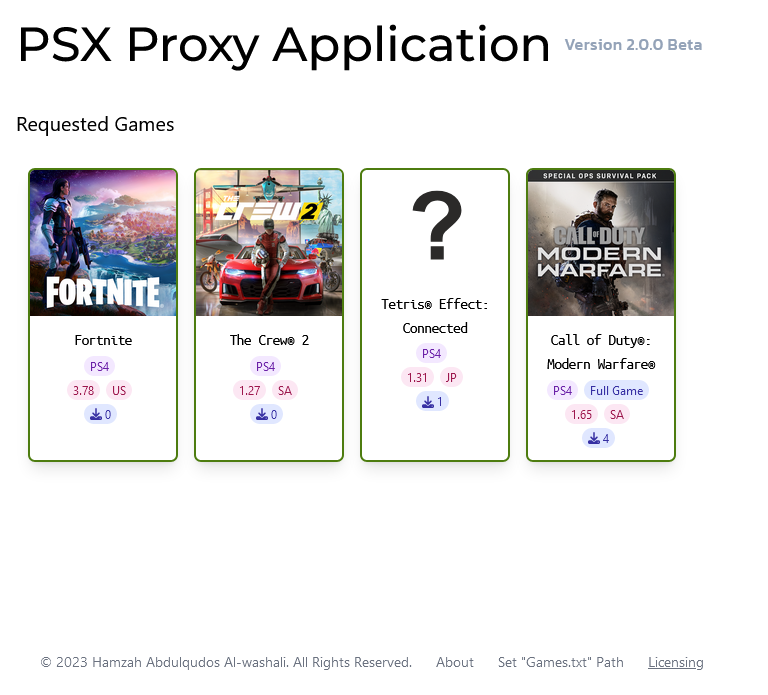 PSX Proxy Application Version 2.0.0 Beta
Requested Games
FORTNITE
Fortnite
PS4
3.78 US
0
THE
CREW 2
The Crew® 2
PS4
1.27 SA
0
?
Tetris® Effect:
Connected
PS4
1.31 JP
1
SPECIAL OPS SURVIVAL PACK
CALL OF DUTY
MODERN
WARFARE
Call of Duty®:
Modern Warfare®
PS4 Full Game
1.65 SA
4
© 2023 Hamzah Abdulqudos Al-washali. All Rights Reserved. About Set "Games.txt" Path Licensing